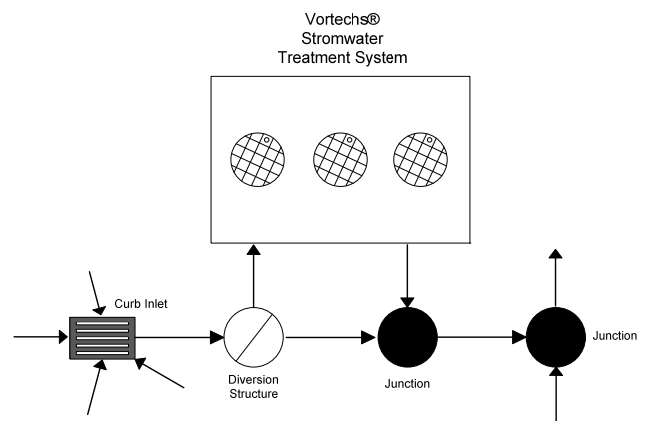 Vortechs®
Stromwater
Treatment System
Curb Inlet
Diversion
Structure
Junction
Junction